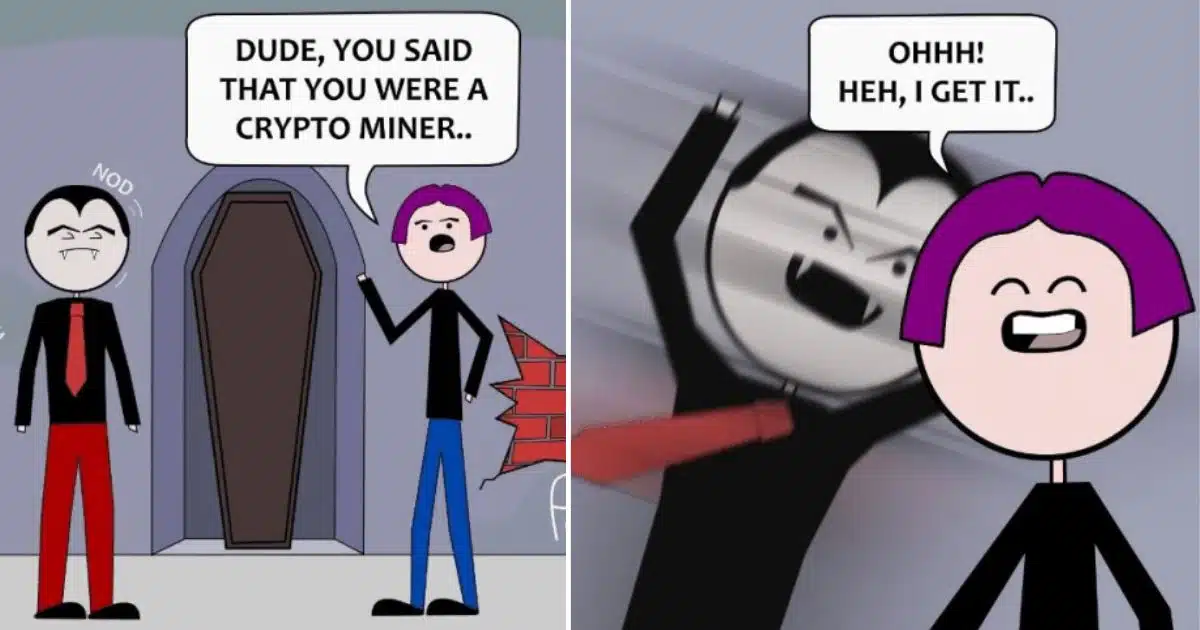 DUDE, YOU SAID
THAT YOU WERE A
CRYPTO MINER..
NOD
OHHH!
HEH, I GET IT..